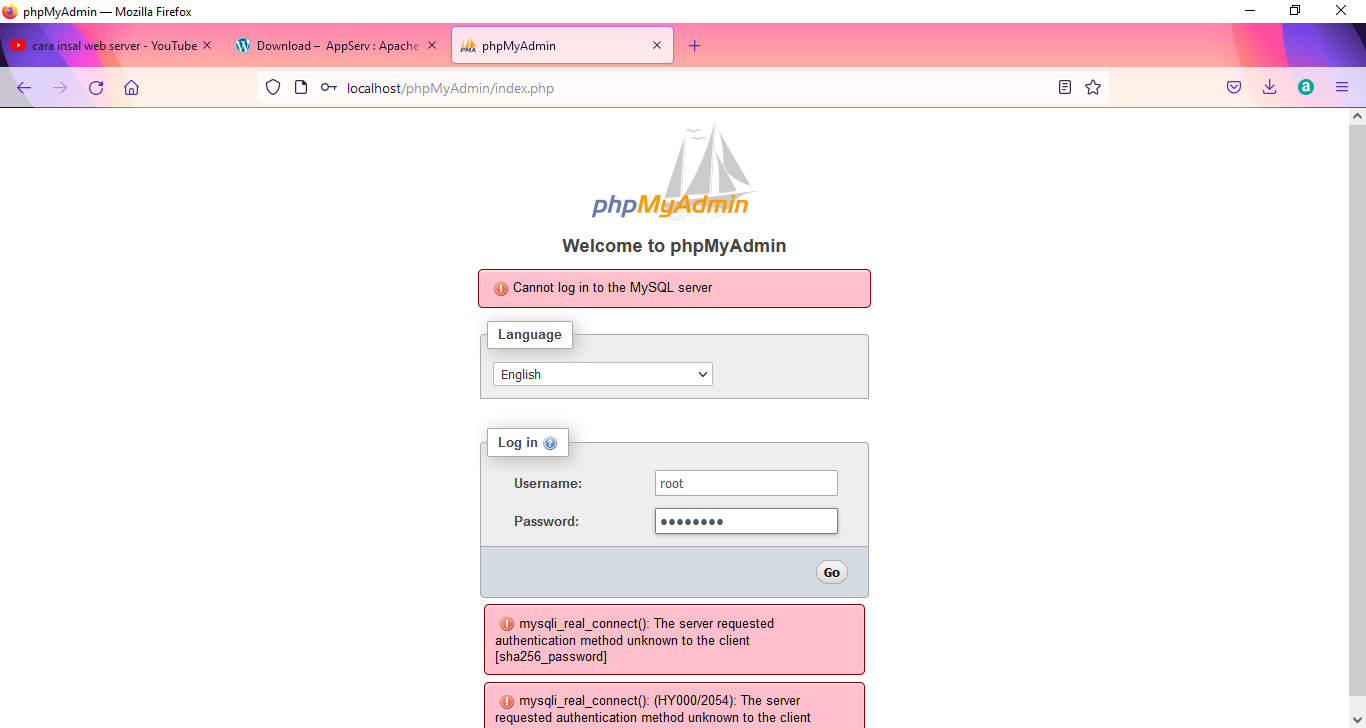 phpMyAdmin — Mozilla Firefox
cara insal web server - YouTube
Download – AppServ : Apache
phpMyAdmin
localhost/phpMyAdmin/index.php
phpMyAdmin
Welcome to phpMyAdmin
Cannot log in to the MySQL server
Language
English
Log in
Username:
root
Password:
Go
mysqli_real_connect(): The server requested
authentication method unknown to the client
[sha256_password]
mysqli_real_connect(): (HY000/2054): The server
requested authentication method unknown to the client